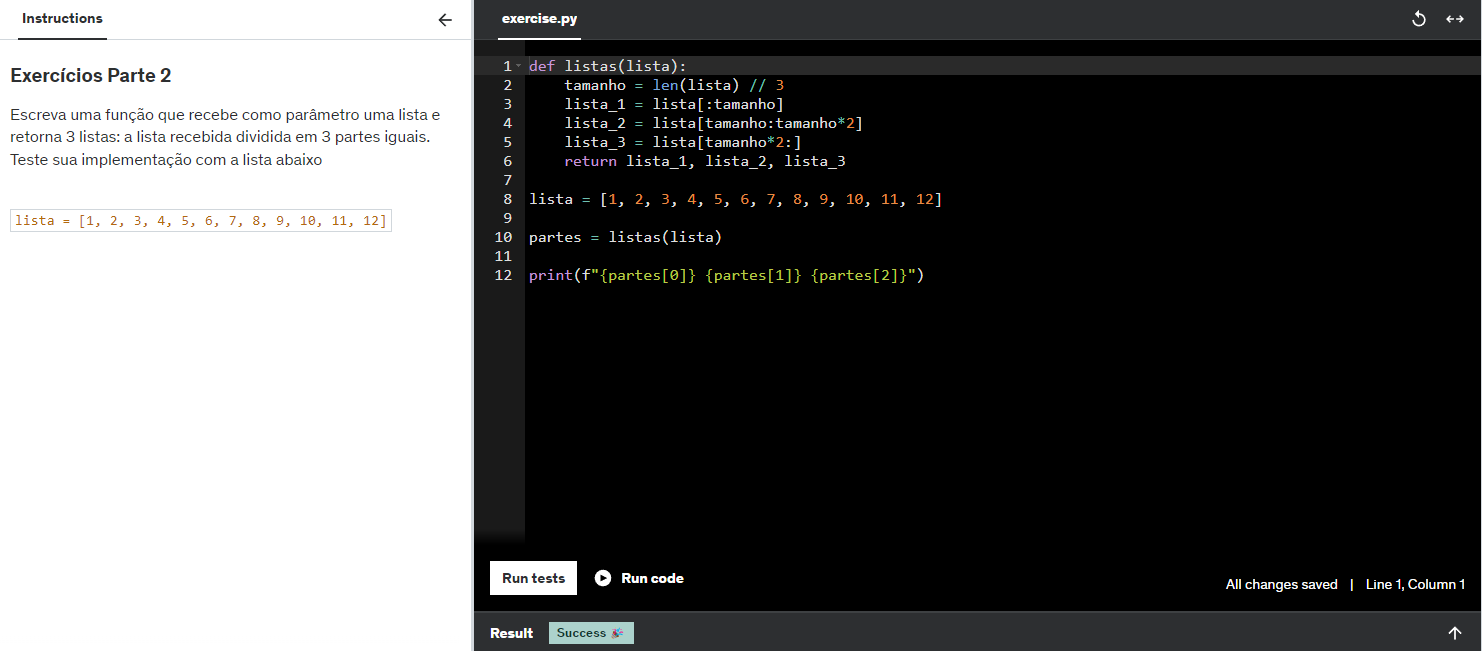 Instructions
Exercícios Parte 2
Escreva uma função que recebe como parâmetro uma lista e
retorna 3 listas: a lista recebida dividida em 3 partes iguais.
Teste sua implementação com a lista abaixo
lista = [1, 2, 3, 4, 5, 6, 7, 8, 9, 10, 11, 12]
exercise.py
1 def listas(lista):
2     tamanho = len(lista) // 3
3     lista_1 = lista[:tamanho]
4     lista_2 = lista[tamanho:tamanho*2]
5     lista_3 = lista[tamanho*2:]
6     return lista_1, lista_2, lista_3
7
8 lista = [1, 2, 3, 4, 5, 6, 7, 8, 9, 10, 11, 12]
9
10 partes = listas(lista)
11
12 print(f"{partes[0]} {partes[1]} {partes[2]}")
Run tests Run code
All changes saved | Line 1, Column 1
Result Success 🎉